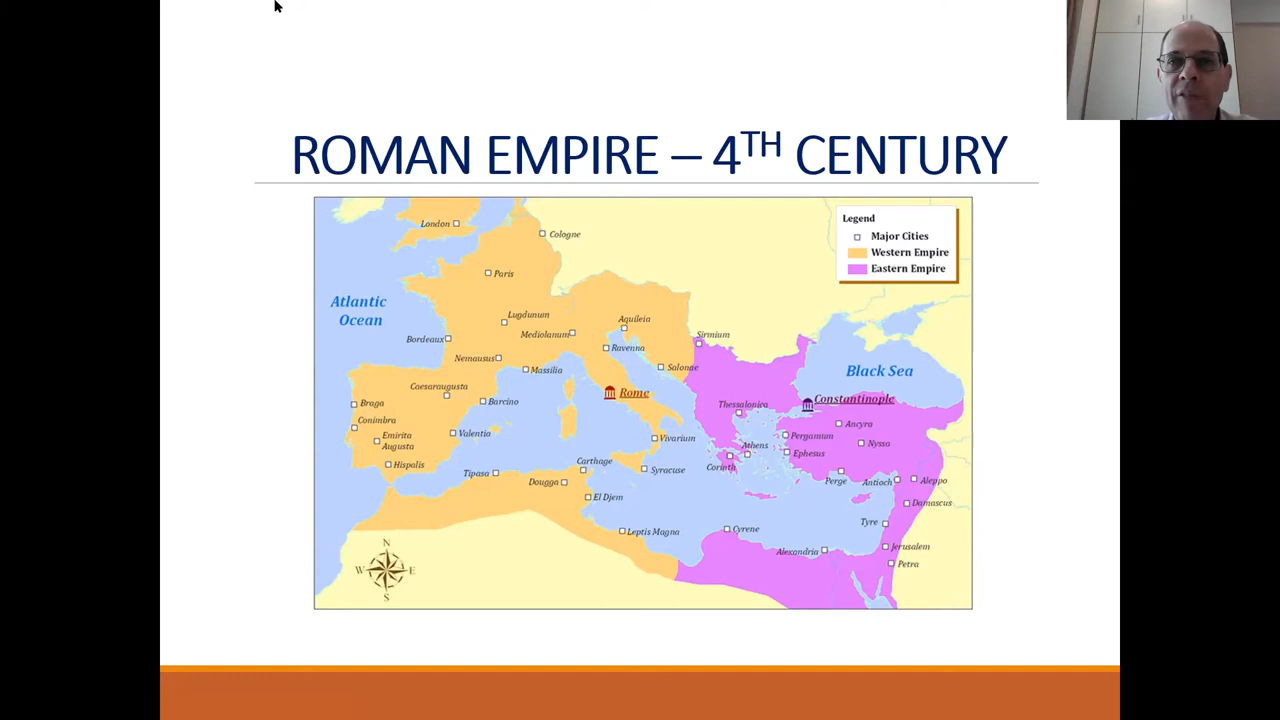 ROMAN EMPIRE – 4TH CENTURY
Legend
Major Cities
Western Empire
Eastern Empire
London
Cologne
Paris
Atlantic
Ocean
Lugdunum
Aquileia
Mediolanum
Sirmium
Bordeaux
Ravenna
Nemausus
Massilia
Salonae
Black Sea
Caesaraugusta
Rome
Constantinople
Braga
Barcino
Thessalonica
Conimbra
Ancyra
Emirita
Augusta
Valentia
Vivarium
Pergamum
Nyssa
Athens
Ephesus
Hispalis
Carthage
Corinth
Tipasa
Syracuse
Dougga
Perge
Antioch
Aleppo
El Djem
Damascus
Leptis Magna
Cyrene
Tyre
Alexandria
Jerusalem
Petra
N
W
E
S